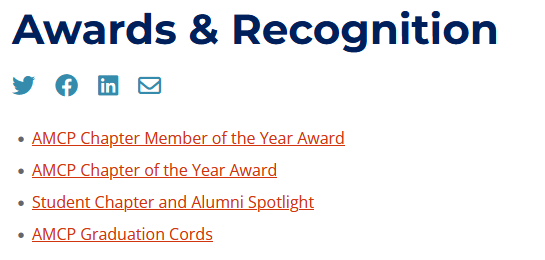 Awards & Recognition
AMCP Chapter Member of the Year Award
AMCP Chapter of the Year Award
Student Chapter and Alumni Spotlight
AMCP Graduation Cords